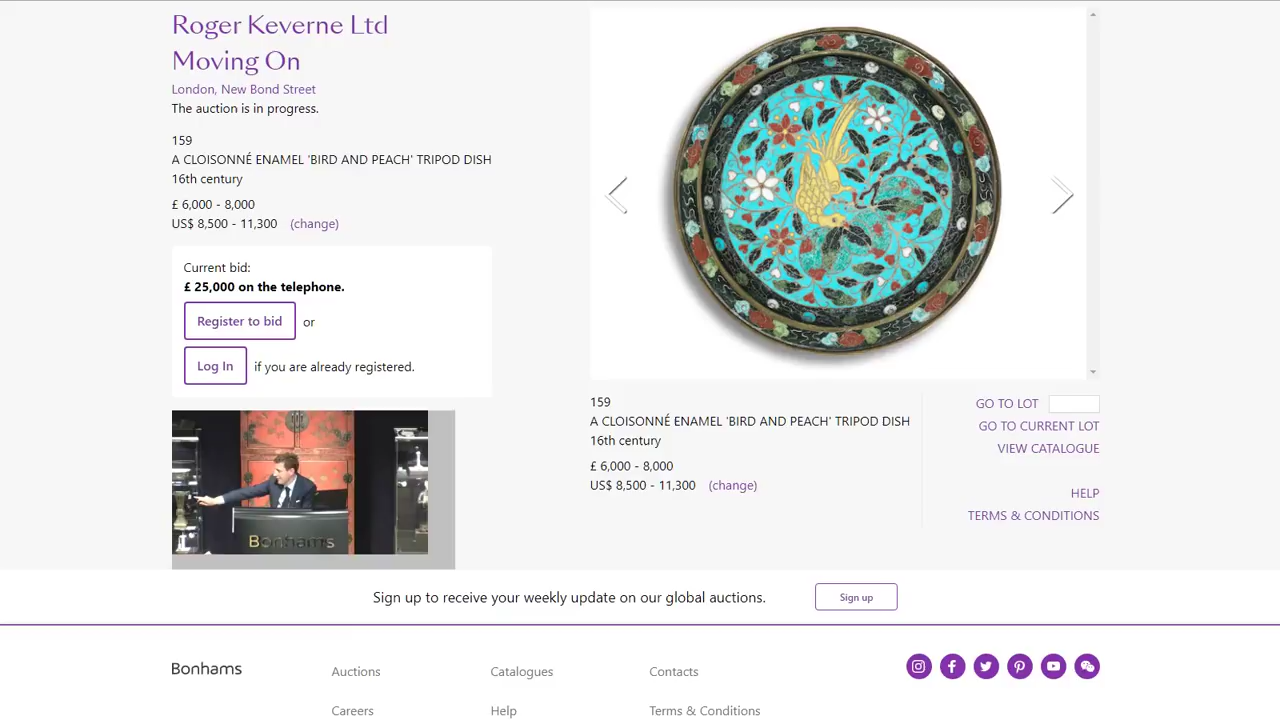 Roger Keverne Ltd
Moving On
London, New Bond Street
The auction is in progress.
159
A CLOISONNÉ ENAMEL 'BIRD AND PEACH' TRIPOD DISH
16th century
£ 6,000 - 8,000
US$ 8,500 - 11,300 (change)
Current bid:
£ 25,000 on the telephone.
Register to bid or
Log In if you are already registered.
Bonhams
159
A CLOISONNÉ ENAMEL 'BIRD AND PEACH' TRIPOD DISH
16th century
£ 6,000 - 8,000
US$ 8,500 - 11,300 (change)
GO TO LOT
GO TO CURRENT LOT
VIEW CATALOGUE
HELP
TERMS & CONDITIONS
Sign up to receive your weekly update on our global auctions. Sign up
Bonhams
Auctions Catalogues Contacts
Careers Help Terms & Conditions